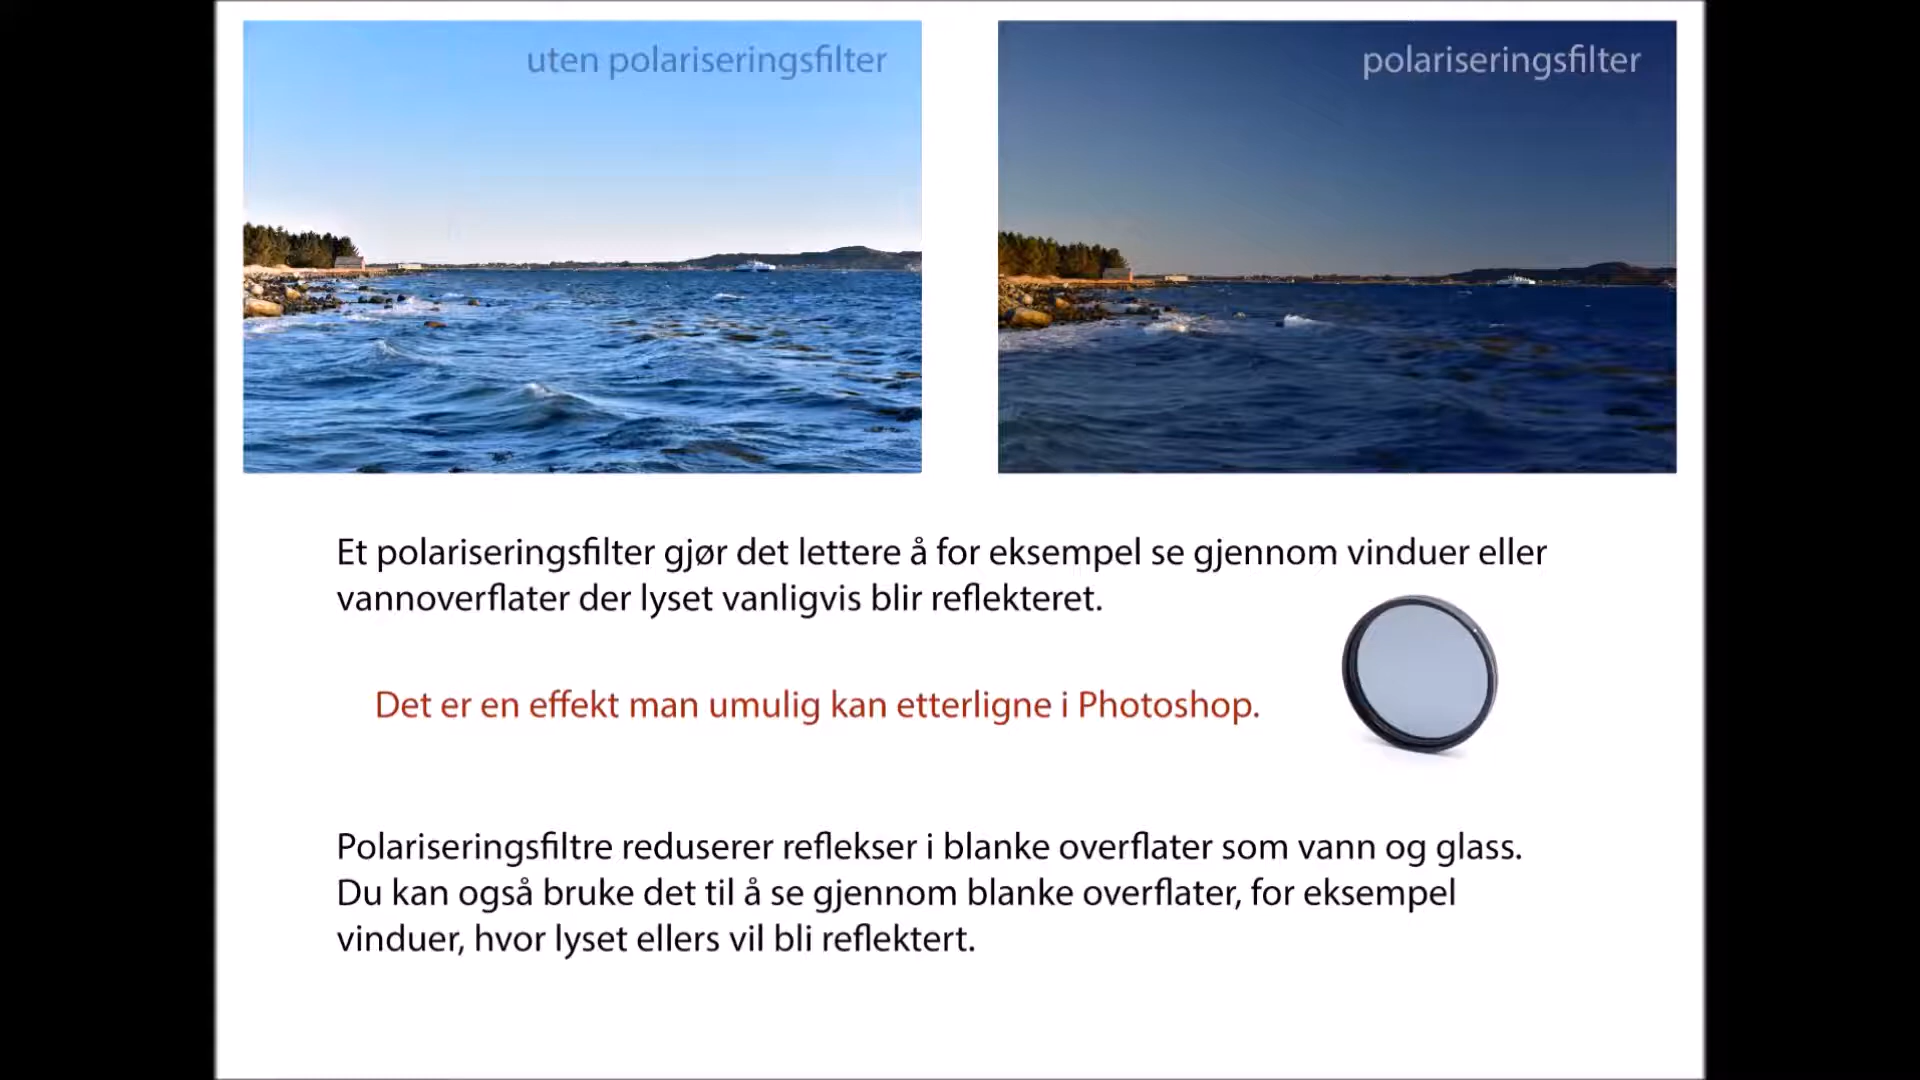 uten polariseringsfilter
polariseringsfilter
Et polariseringsfilter gjør det lettere å for eksempel se gjennom vinduer eller
vannoverflater der lyset vanligvis blir reflekteret.
Det er en effekt man umulig kan etterligne i Photoshop.
Polariseringsfiltre reduserer reflekser i blanke overflater som vann og glass.
Du kan også bruke det til å se gjennom blanke overflater, for eksempel
vinduer, hvor lyset ellers vil bli reflektert.